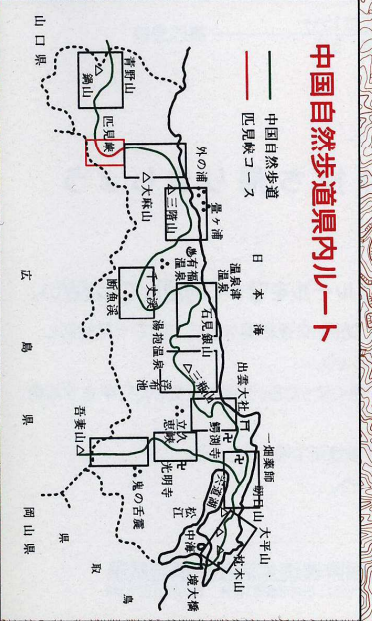 中国自然歩道県内ルート
中国自然歩道
匹見峡コース
山口県
青野山
鍋山
匹見峡
外の浦
畳ヶ浦
三階山
大麻山
日本海
温泉津温泉
有福温泉
千丈渓
断魚渓
石見銀山
湯抱温泉
浮布池
三瓶山
出雲大社
鰐渕寺
立久恵峡
光明寺
一畑薬師
朝日山
大平山
枕木山
宍道湖
松江
中海
境大橋
吾妻山
鬼の舌震
広島県
岡山県
鳥取県